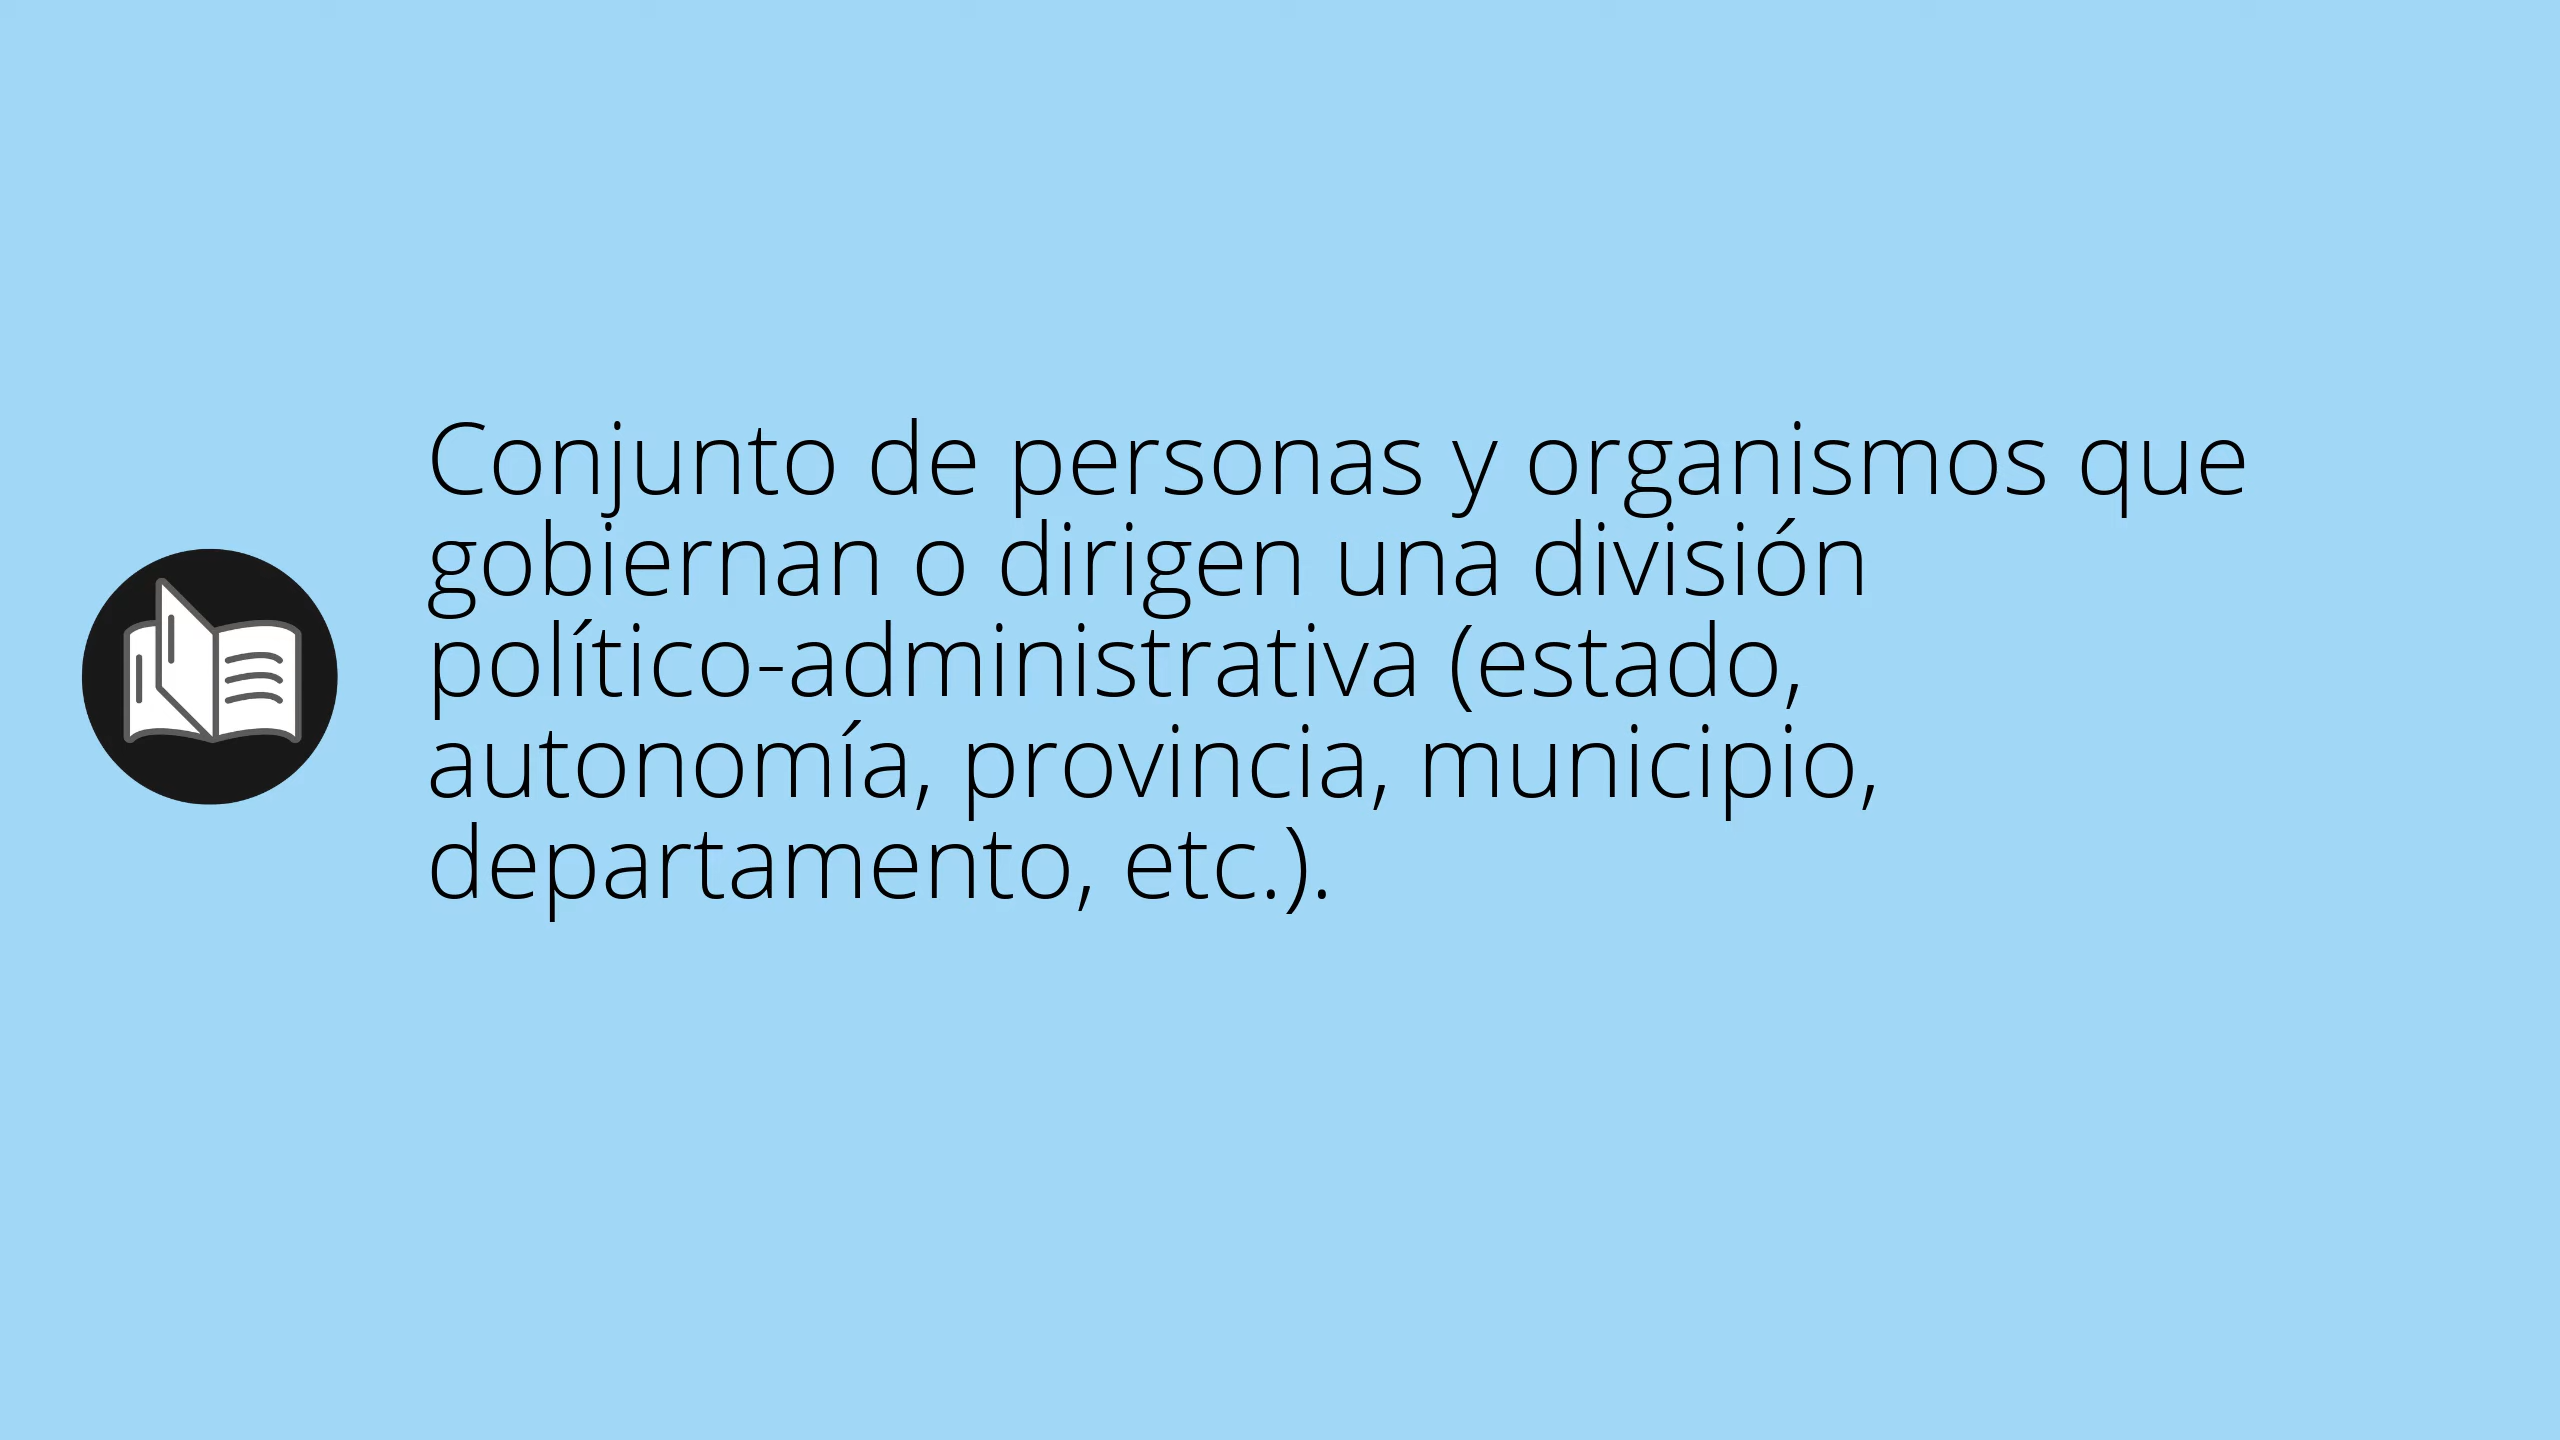 Conjunto de personas y organismos que
gobiernan o dirigen una división
político-administrativa (estado,
autonomía, provincia, municipio,
departamento, etc.).